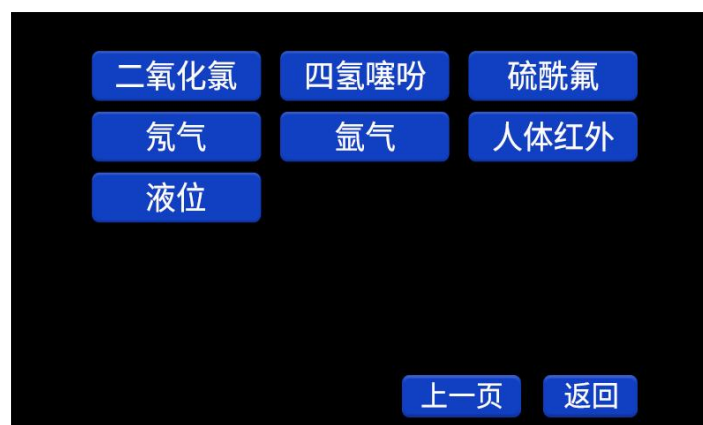 二氧化氯 四氢噻吩 硫酰氟
氖气 氩气 人体红外
液位
上一页 返回